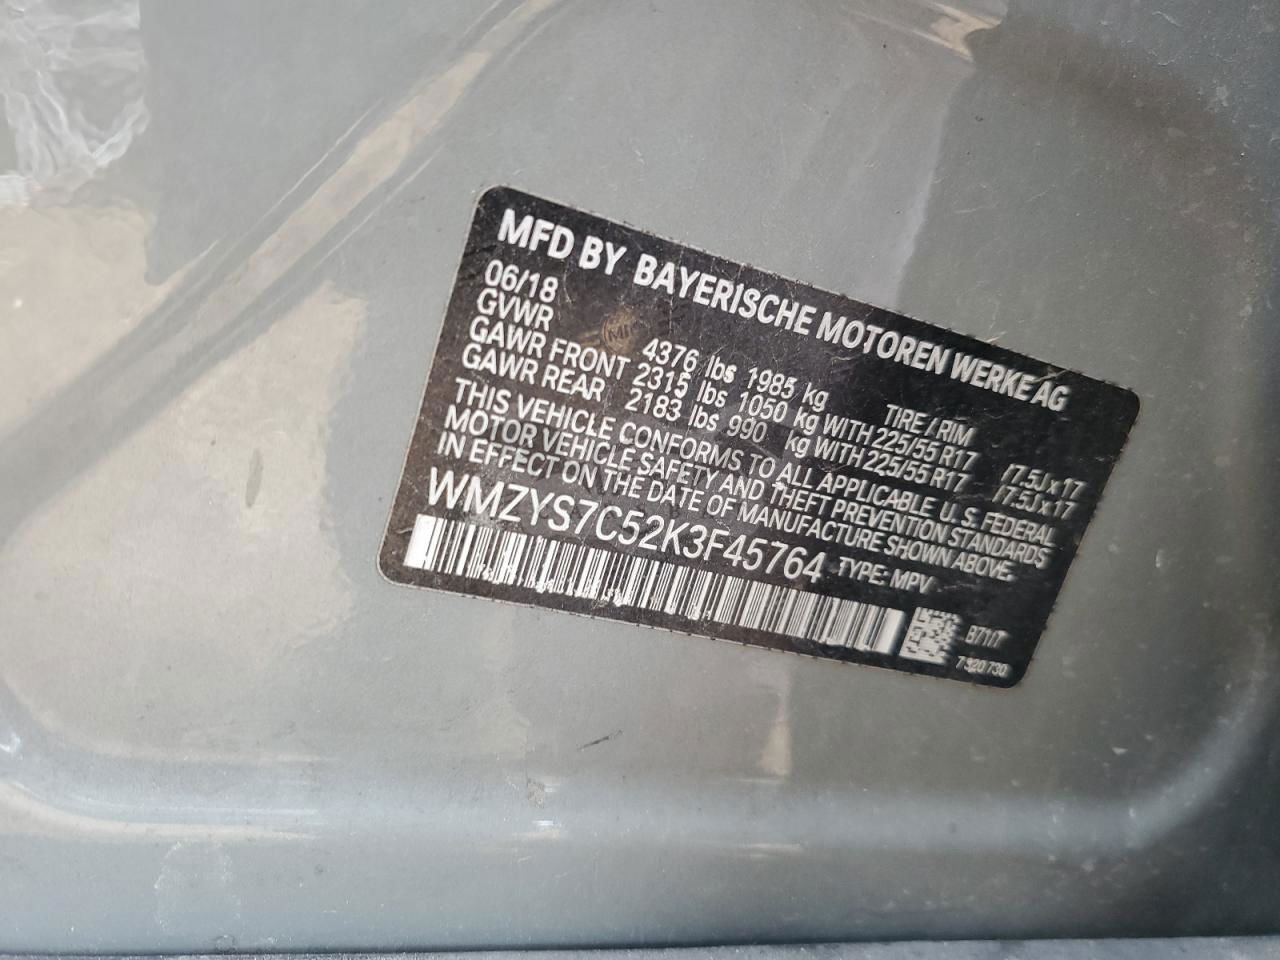 MFD BY BAYERISCHE MOTOREN WERKE AG
06/18
GVWR 4376 lbs 1985 kg TIRE / RIM
GAWR FRONT 2315 lbs 1050 kg WITH 225/55 R17 /7.5J x 17
GAWR REAR 2183 lbs 990 kg WITH 225/55 R17 /7.5J x 17
THIS VEHICLE CONFORMS TO ALL APPLICABLE U.S. FEDERAL
MOTOR VEHICLE SAFETY AND THEFT PREVENTION STANDARDS
IN EFFECT ON THE DATE OF MANUFACTURE SHOWN ABOVE.
WMZYS7C52K3F45764 TYPE: MPV
7 320 730